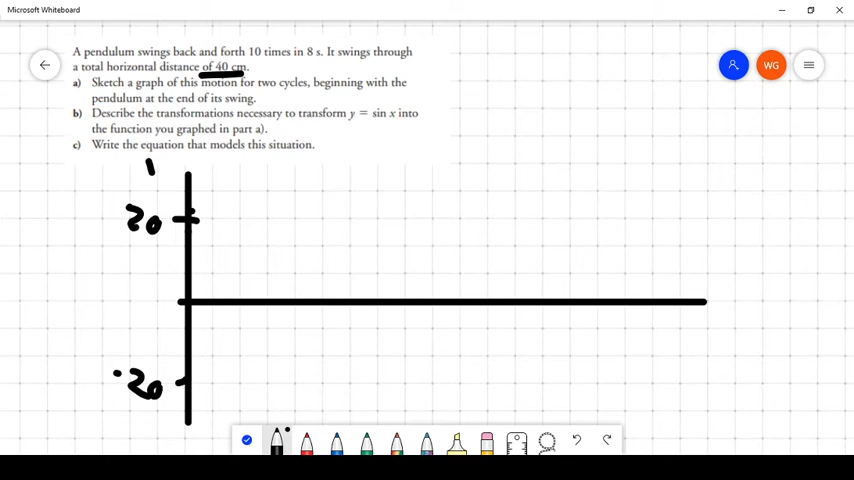 Microsoft Whiteboard
A pendulum swings back and forth 10 times in 8 s. It swings through
a total horizontal distance of 40 cm.
a) Sketch a graph of this motion for two cycles, beginning with the
pendulum at the end of its swing.
b) Describe the transformations necessary to transform y = sin x into
the function you graphed in part a).
c) Write the equation that models this situation.
WG
20
-20